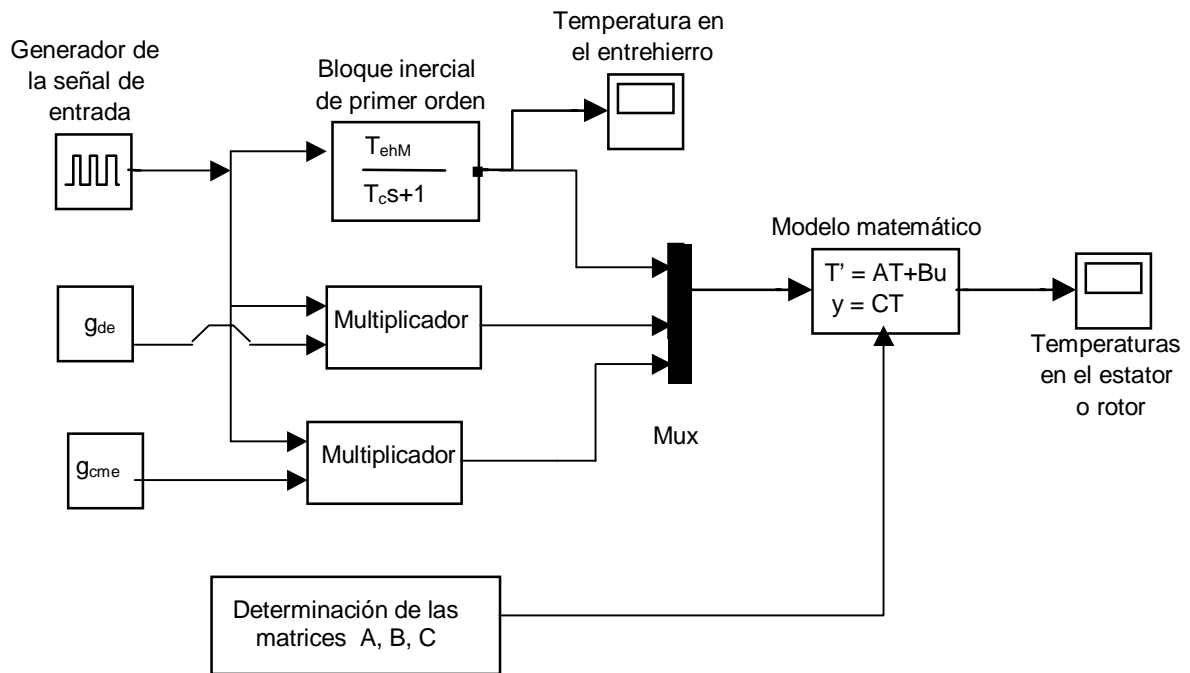 Temperatura en
el entrehierro
Generador de
la señal de
entrada
Bloque inercial
de primer orden
TehM
Tcs+1
Modelo matemático
T’ = AT+Bu
y = CT
gde
Multiplicador
Temperaturas
en el estator
o rotor
Mux
gcme
Multiplicador
Determinación de las
matrices A, B, C